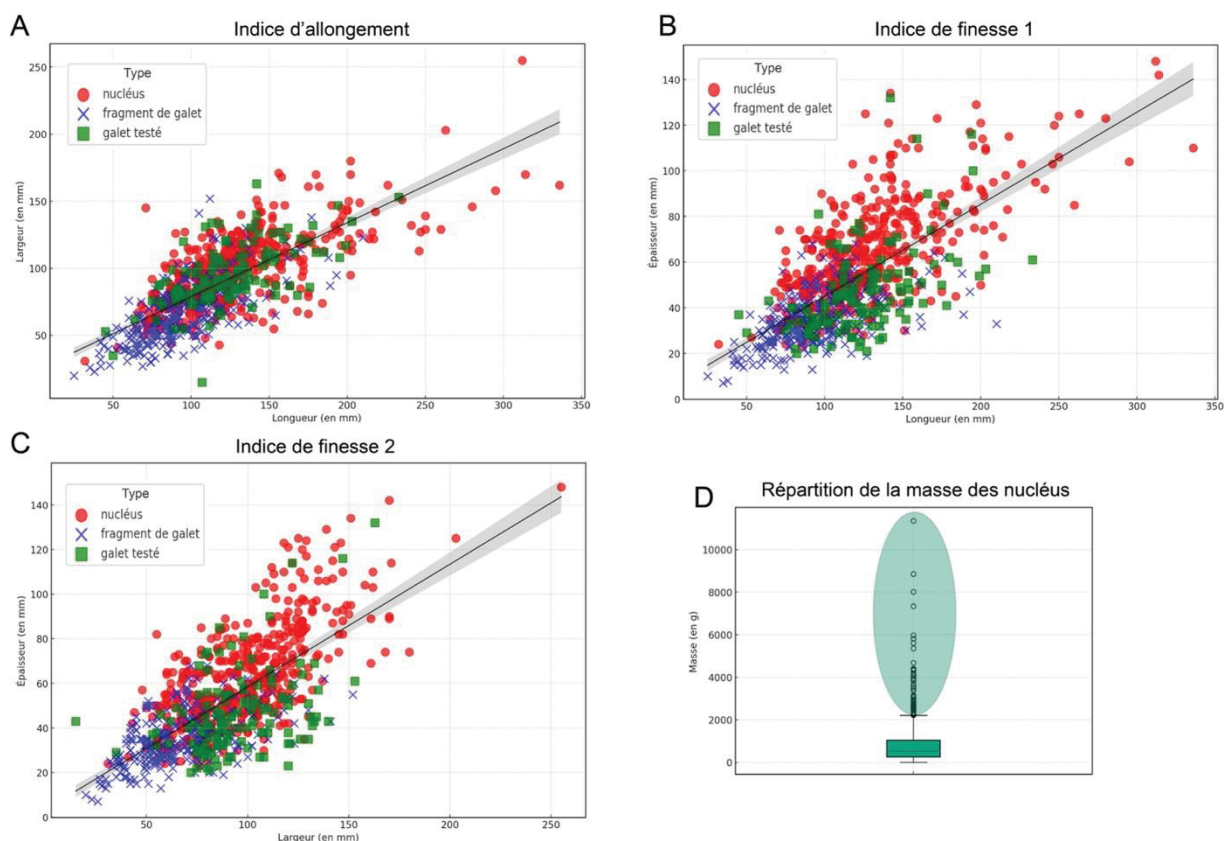 A
Indice d’allongement
Type
nucléus
fragment de galet
galet testé
Largeur (en mm)
250
200
150
100
50
50
100
150
200
250
300
350
Longueur (en mm)
B
Indice de finesse 1
Type
nucléus
fragment de galet
galet testé
Épaisseur (en mm)
140
120
100
80
60
40
20
0
50
100
150
200
250
300
350
Longueur (en mm)
C
Indice de finesse 2
Type
nucléus
fragment de galet
galet testé
Épaisseur (en mm)
140
120
100
80
60
40
20
0
50
100
150
200
250
Largeur (en mm)
D
Répartition de la masse des nucléus
Masse (en g)
10000
8000
6000
4000
2000
0